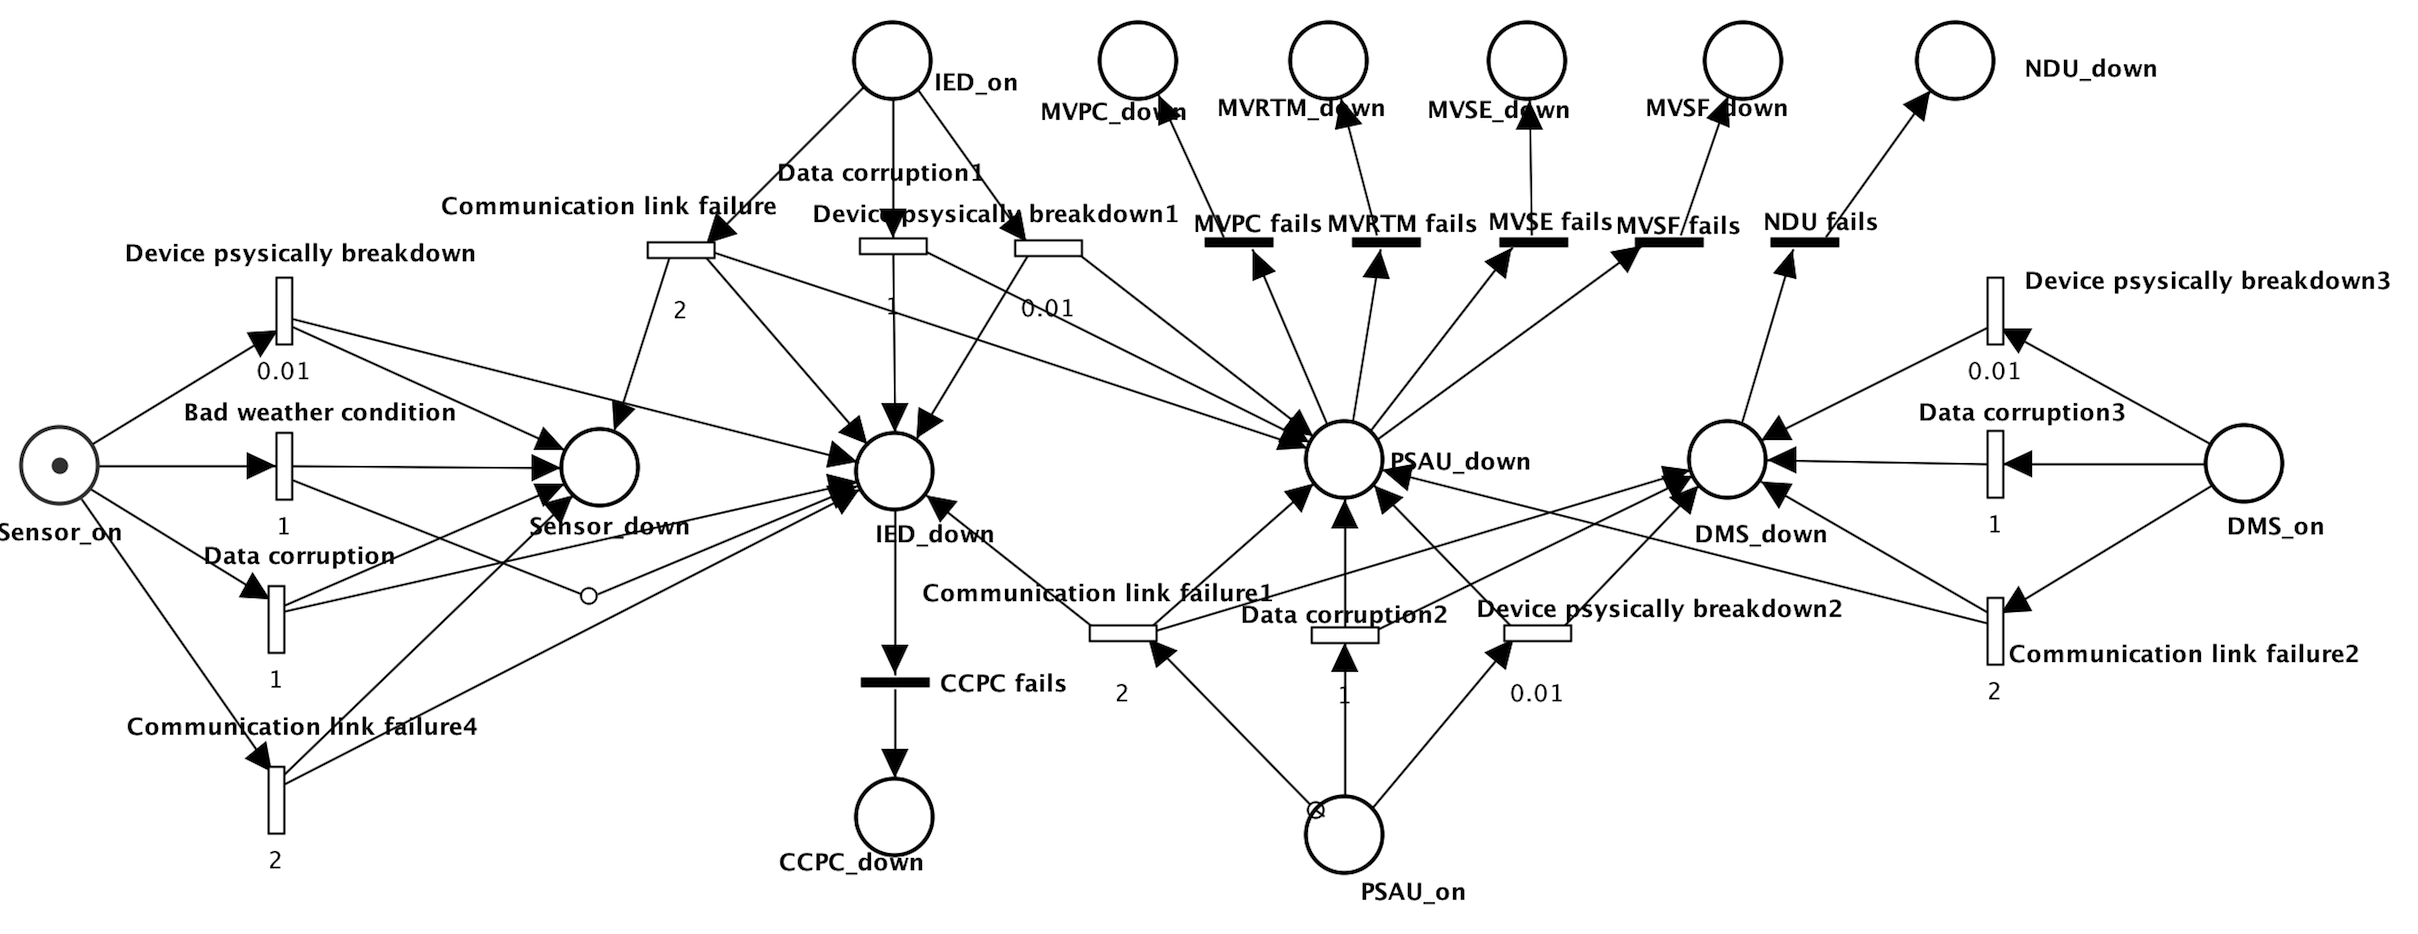 IED_on
NDU_down
MVPC_down
MVRTM_down
MVSE_down
MVSF_down
Data corruption1
Communication link failure
Device psysically breakdown1
MVPC fails
MVRTM fails
MVSE fails
MVSF fails
NDU fails
Device psysically breakdown
Device psysically breakdown3
2
1
0.01
0.01
0.01
Bad weather condition
Data corruption3
PSAU_down
Sensor_on
1
Sensor_down
IED_down
DMS_down
1
DMS_on
Data corruption
Communication link failure1
Data corruption2
Device psysically breakdown2
Communication link failure2
1
CCPC fails
2
1
0.01
2
Communication link failure4
2
CCPC_down
PSAU_on